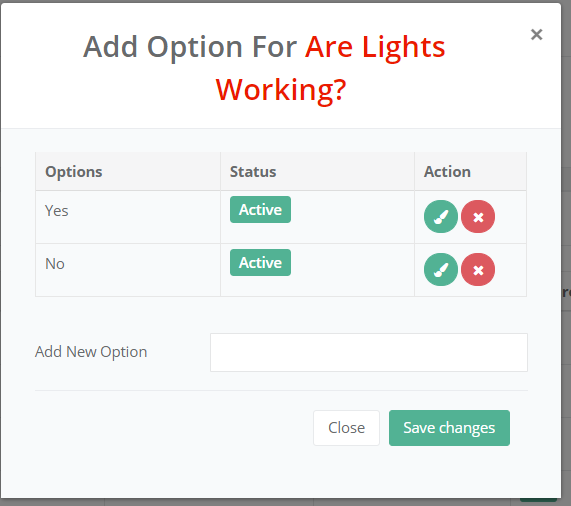 Add Option For Are Lights
Working?
×
Options Status Action
Yes Active
No Active
Add New Option
Close Save changes